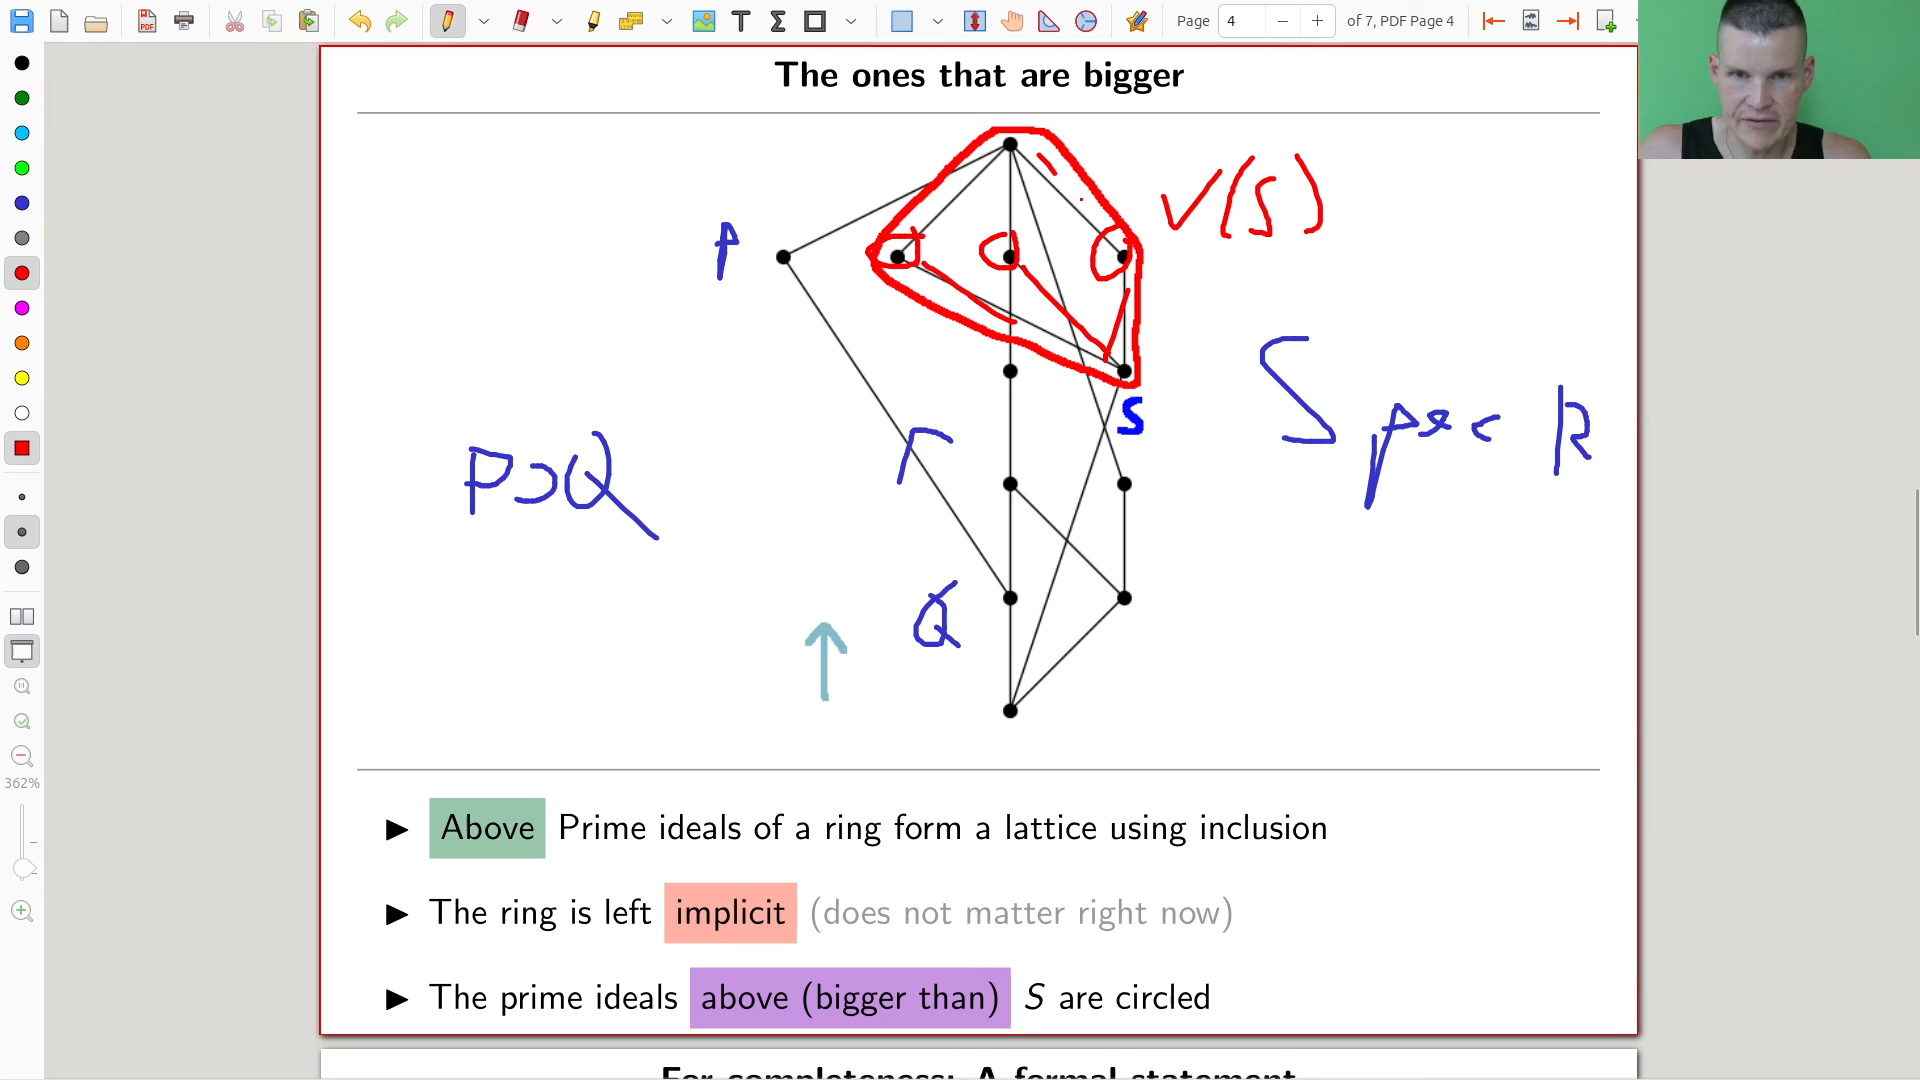 Page 4 of 7, PDF Page 4
The ones that are bigger
V(S)
P
S
Spec R
P⊃Q
Q
362%
► Above Prime ideals of a ring form a lattice using inclusion
► The ring is left implicit (does not matter right now)
► The prime ideals above (bigger than) S are circled
For completeness: A formal statement